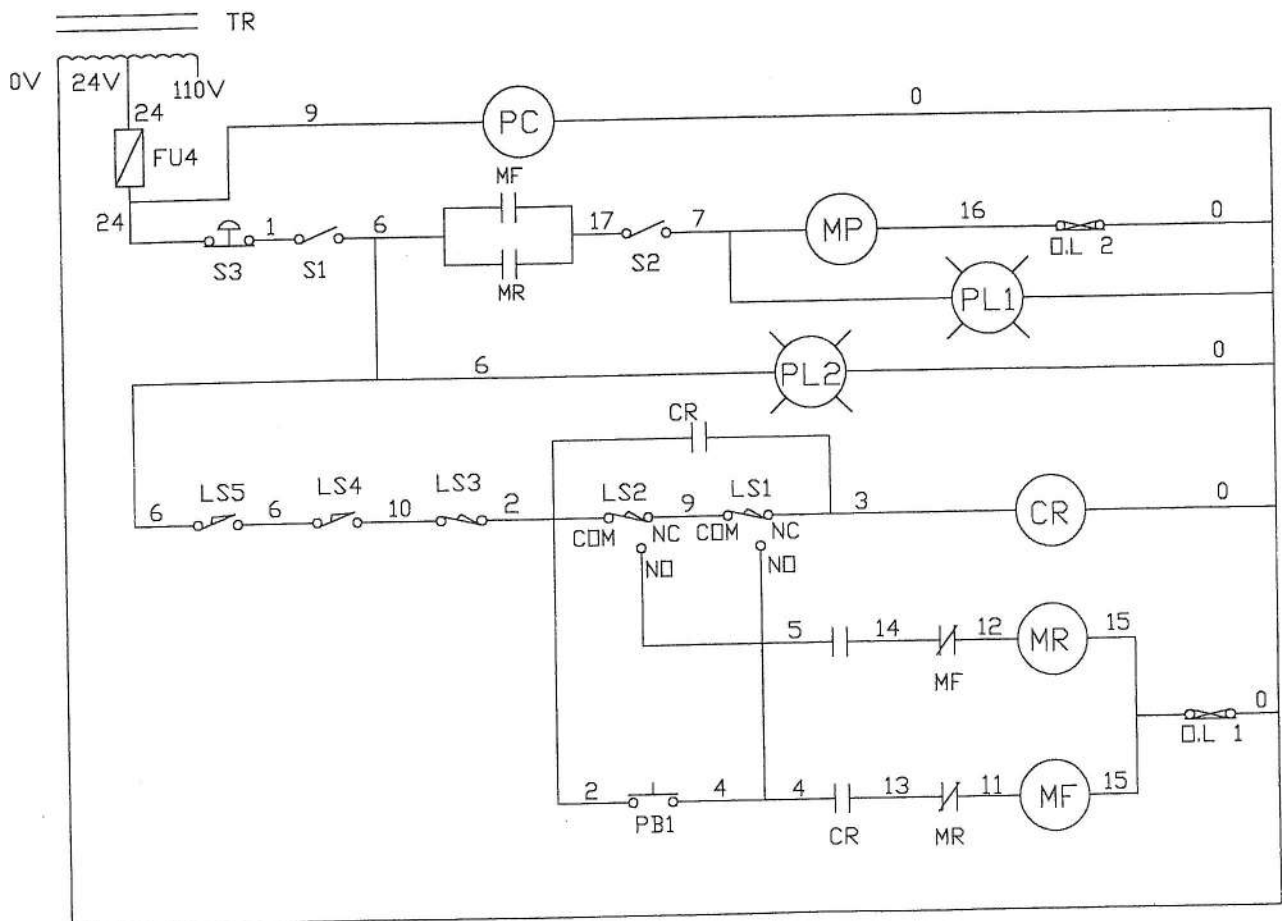 TR
0V
24V
110V
24
9
PC
0
FU4
MF
24
1
6
17
7
MP
16
0
S3
S1
MR
S2
O.L 2
PL1
6
PL2
0
CR
LS5
LS4
LS3
LS2
LS1
6
6
10
2
9
3
CR
0
COM
NC
COM
NC
NO
NO
5
14
12
MR
15
MF
0
O.L 1
2
4
4
13
11
MF
15
PB1
CR
MR